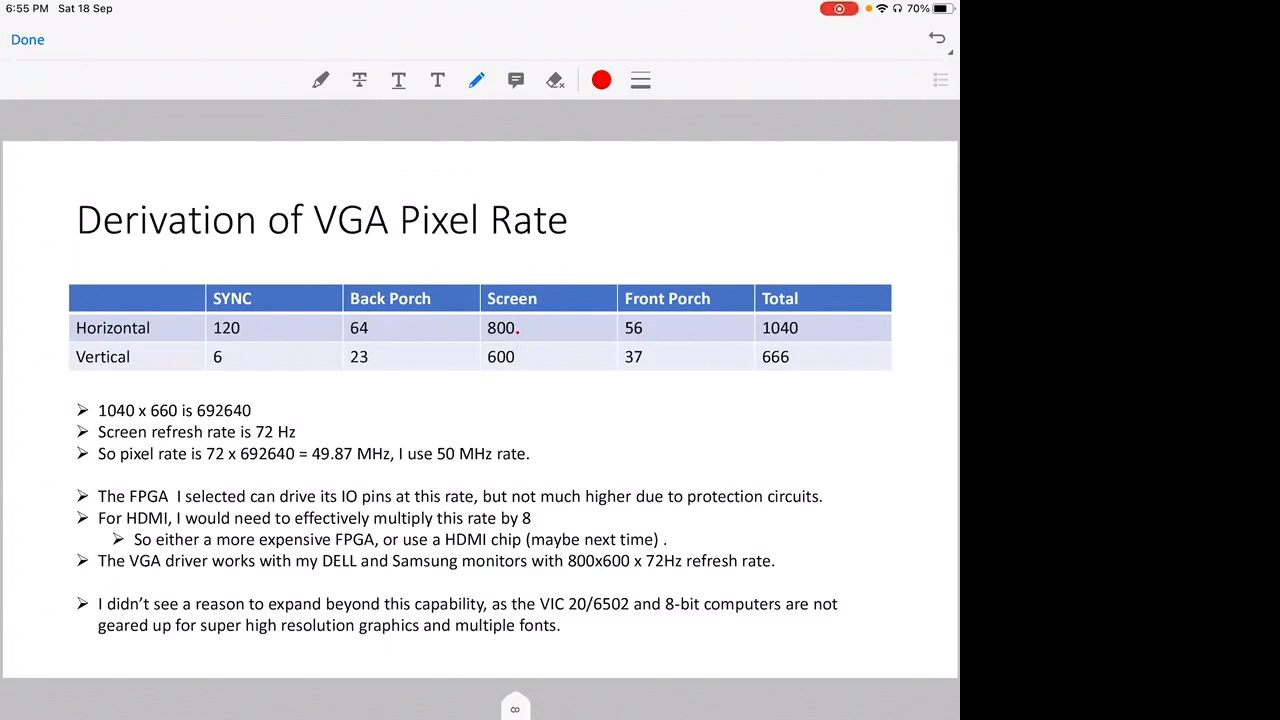 6:55 PM Sat 18 Sep 70%
Done
T T T
Derivation of VGA Pixel Rate
SYNC Back Porch Screen Front Porch Total
Horizontal 120 64 800. 56 1040
Vertical 6 23 600 37 666
➢ 1040 x 660 is 692640
➢ Screen refresh rate is 72 Hz
➢ So pixel rate is 72 x 692640 = 49.87 MHz, I use 50 MHz rate.
➢ The FPGA I selected can drive its IO pins at this rate, but not much higher due to protection circuits.
➢ For HDMI, I would need to effectively multiply this rate by 8
➢ So either a more expensive FPGA, or use a HDMI chip (maybe next time) .
➢ The VGA driver works with my DELL and Samsung monitors with 800x600 x 72Hz refresh rate.
➢ I didn't see a reason to expand beyond this capability, as the VIC 20/6502 and 8-bit computers are not
geared up for super high resolution graphics and multiple fonts.
8